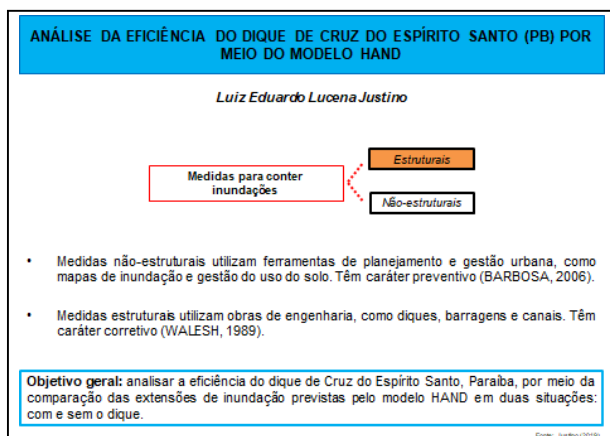 ANÁLISE DA EFICIÊNCIA DO DIQUE DE CRUZ DO ESPÍRITO SANTO (PB) POR
MEIO DO MODELO HAND
Luiz Eduardo Lucena Justino
Estruturais
Medidas para conter
inundações
Não-estruturais
• Medidas não-estruturais utilizam ferramentas de planejamento e gestão urbana, como
mapas de inundação e gestão do uso do solo. Têm caráter preventivo (BARBOSA, 2006).
• Medidas estruturais utilizam obras de engenharia, como diques, barragens e canais. Têm
caráter corretivo (WALESH, 1989).
Objetivo geral: analisar a eficiência do dique de Cruz do Espírito Santo, Paraíba, por meio da
comparação das extensões de inundação previstas pelo modelo HAND em duas situações:
com e sem o dique.
Fonte: Justino